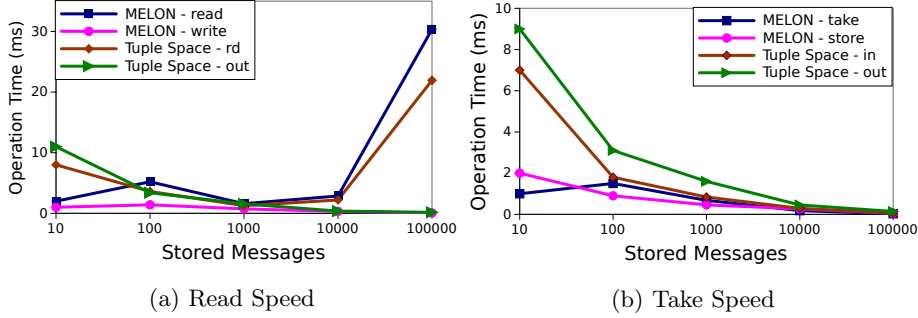 MELON - read
MELON - write
Tuple Space - rd
Tuple Space - out
Operation Time (ms)
30
20
10
0
10 100 1000 10000 100000
Stored Messages
(a) Read Speed
MELON - take
MELON - store
Tuple Space - in
Tuple Space - out
Operation Time (ms)
10
8
6
4
2
0
10 100 1000 10000 100000
Stored Messages
(b) Take Speed